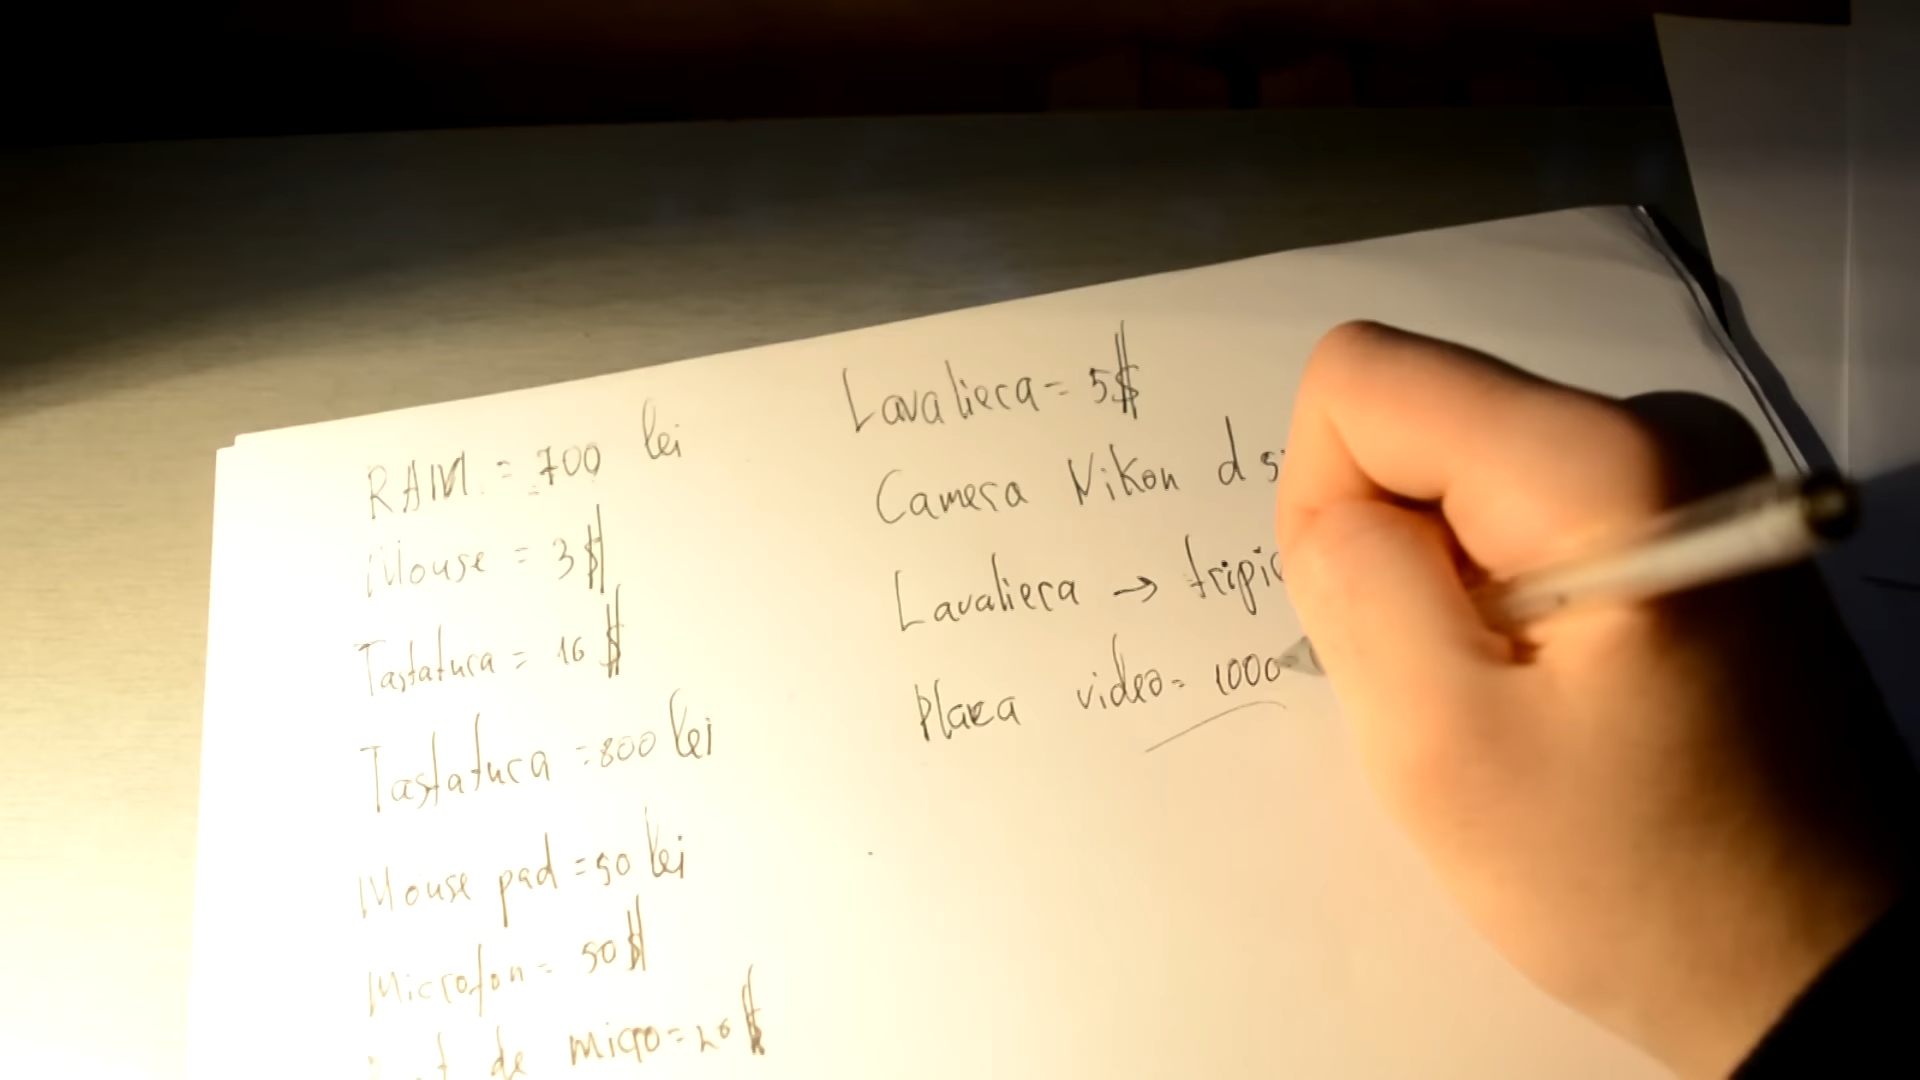 RAM = 700 lei
Mouse = 3$
Tastatura = 16$
Tastatura = 800 lei
Mouse pad = 50 lei
Microfon = 50$
de micro = 20$
Lavaliera = 5$
Camera Nikon d
Lavaliera →
Placa video = 1000